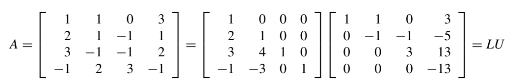 A = [ 1 1 0 3 ; 2 1 −1 1 ; 3 −1 −1 2 ; −1 2 3 −1 ] = [ 1 0 0 0 ; 2 1 0 0 ; 3 4 1 0 ; −1 −3 0 1 ] [ 1 1 0 3 ; 0 −1 −1 −5 ; 0 0 3 13 ; 0 0 0 −13 ] = LU